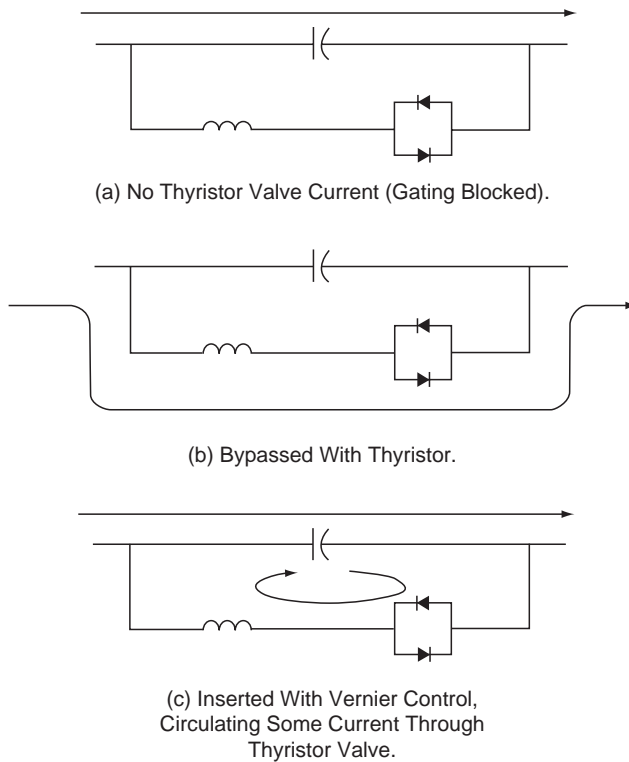 (a) No Thyristor Valve Current (Gating Blocked).
(b) Bypassed With Thyristor.
(c) Inserted With Vernier Control,
Circulating Some Current Through
Thyristor Valve.